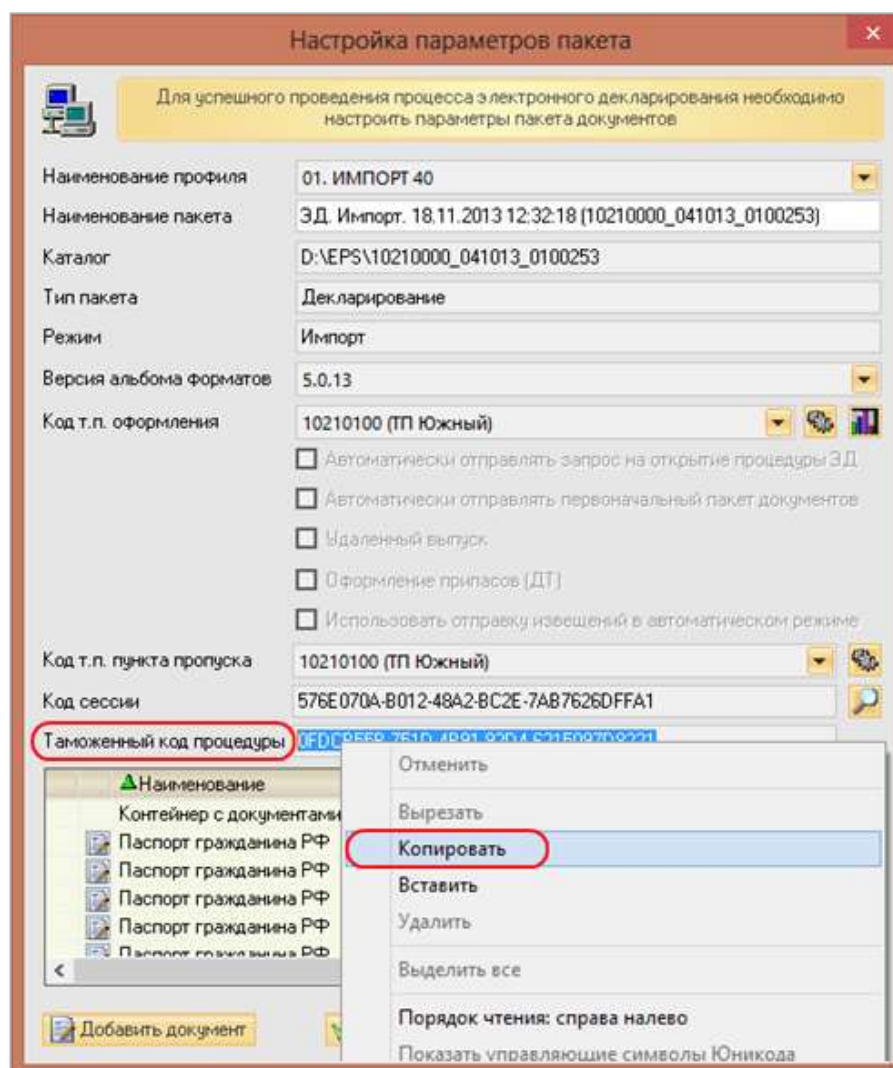 Настройка параметров пакета
Для успешного проведения процесса электронного декларирования необходимо
настроить параметры пакета документов
Наименование профиля 01. ИМПОРТ 40
Наименование пакета ЭД. Импорт. 18.11.2013 12:32:18 (10210000_041013_0100253)
Каталог D:\EPS\10210000_041013_0100253
Тип пакета Декларирование
Режим Импорт
Версия альбома форматов 5.0.13
Код т.п. оформления 10210100 (ТП Южный)
Автоматически отправлять запрос на открытие процедуры ЭД
Автоматически отправлять первоначальный пакет документов
Удаленный выпуск
Оформление припасов (ДТ)
Использовать отправку извещений в автоматическом режиме
Код т.п. пункта пропуска 10210100 (ТП Южный)
Код сессии 576E070A-B012-48A2-BC2E-7AB7626DFFA1
Таможенный код процедуры
Наименование
Контейнер с документами
Паспорт гражданина РФ
Паспорт гражданина РФ
Паспорт гражданина РФ
Паспорт гражданина РФ
Паспорт гражданина РФ
Добавить документ
Отменить
Вырезать
Копировать
Вставить
Удалить
Выделить все
Порядок чтения: справа налево
Показать управляющие символы Юникода